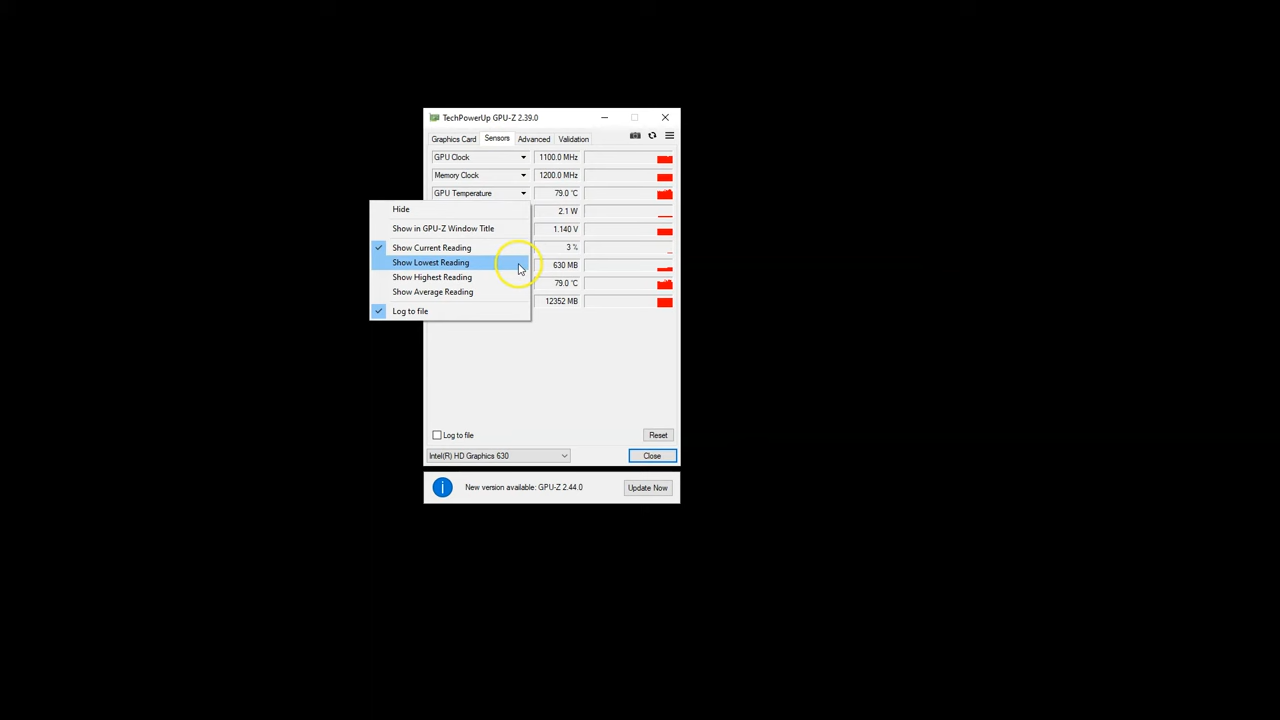 TechPowerUp GPU-Z 2.39.0
Graphics Card Sensors Advanced Validation
GPU Clock 1100.0 MHz
Memory Clock 1200.0 MHz
GPU Temperature 79.0 °C
Hide 2.1 W
Show in GPU-Z Window Title 1.140 V
Show Current Reading 3 %
Show Lowest Reading 630 MB
Show Highest Reading 79.0 °C
Show Average Reading 12352 MB
Log to file
Log to file Reset
Intel(R) HD Graphics 630 Close
New version available: GPU-Z 2.44.0 Update Now